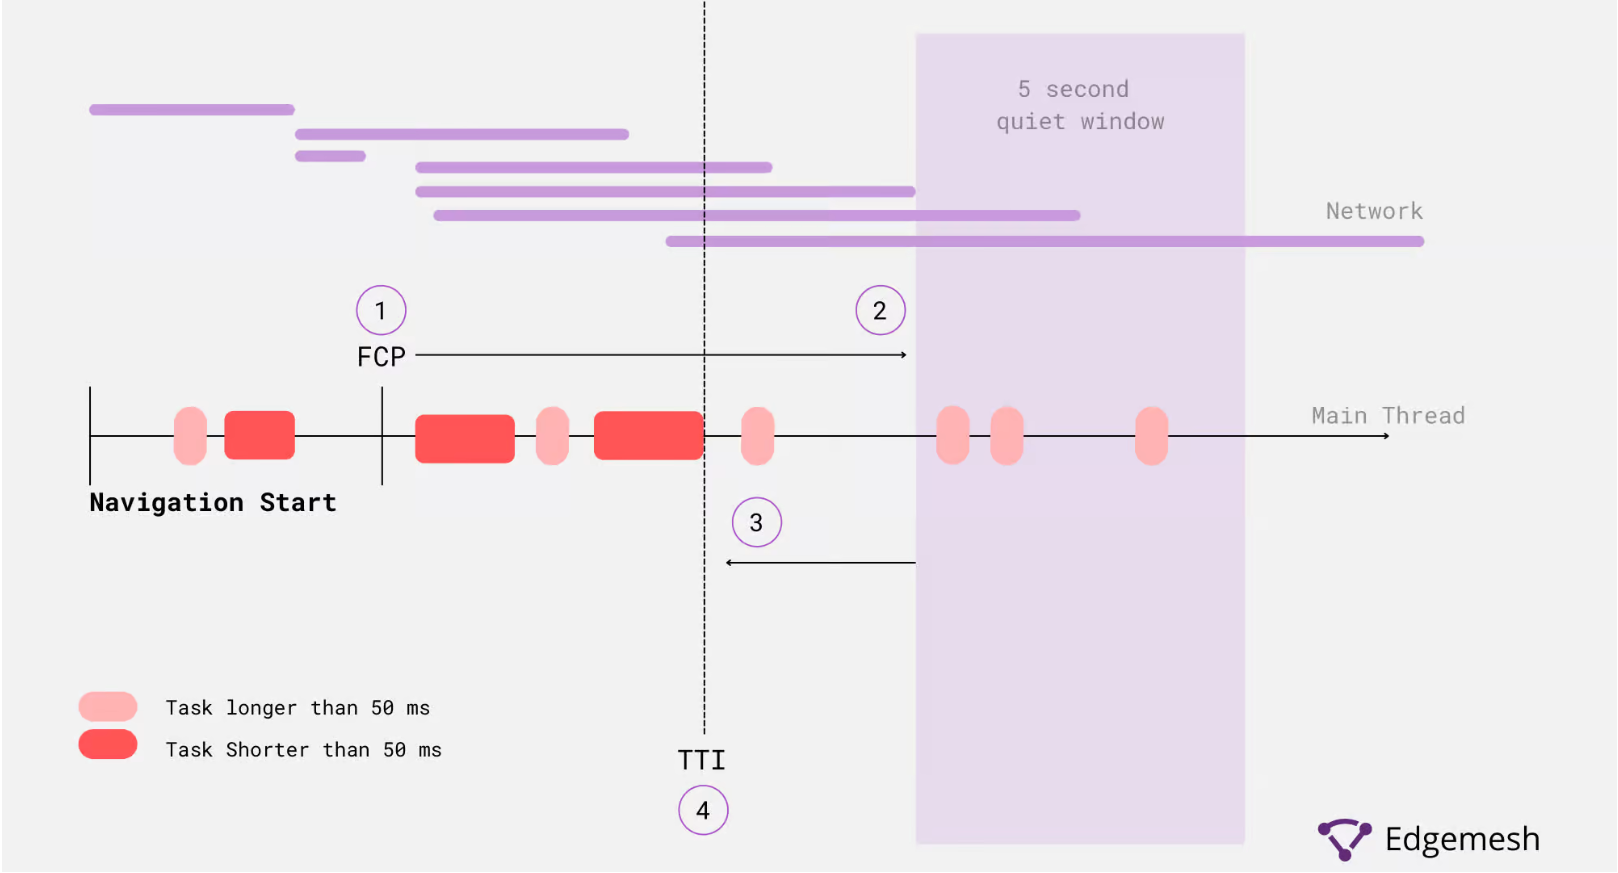 5 second
quiet window
Network
1
2
FCP
Main Thread
Navigation Start
3
Task longer than 50 ms
Task Shorter than 50 ms
TTI
4
Edgemesh